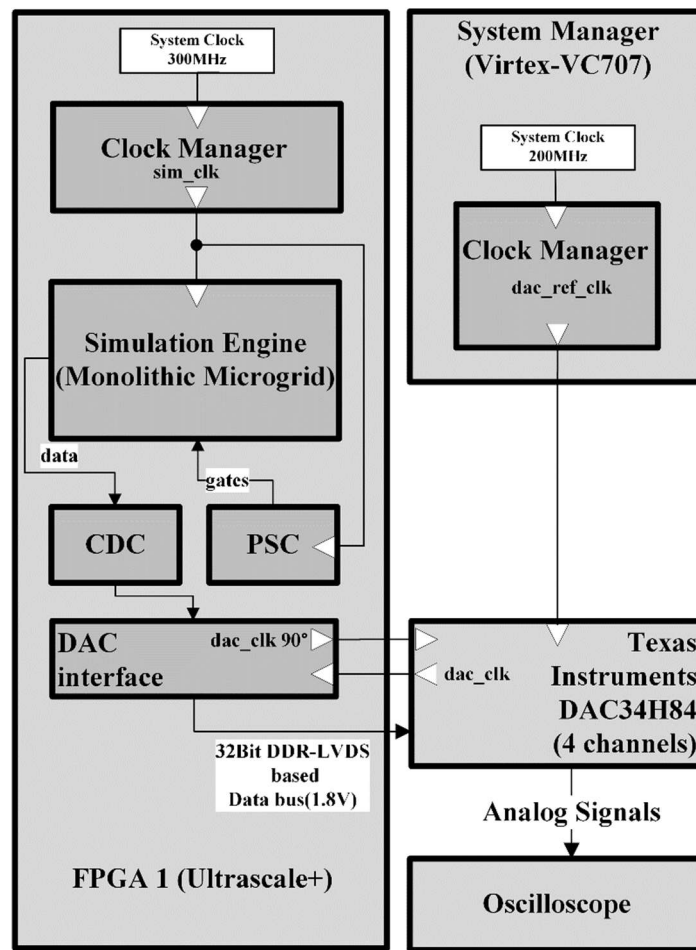 System Clock
300MHz
Clock Manager
sim_clk
Simulation Engine
(Monolithic Microgrid)
data
gates
CDC
PSC
DAC
interface
dac_clk 90°
32Bit DDR-LVDS
based
Data bus(1.8V)
FPGA 1 (Ultrascale+)
System Manager
(Virtex-VC707)
System Clock
200MHz
Clock Manager
dac_ref_clk
dac_clk
Texas
Instruments
DAC34H84
(4 channels)
Analog Signals
Oscilloscope